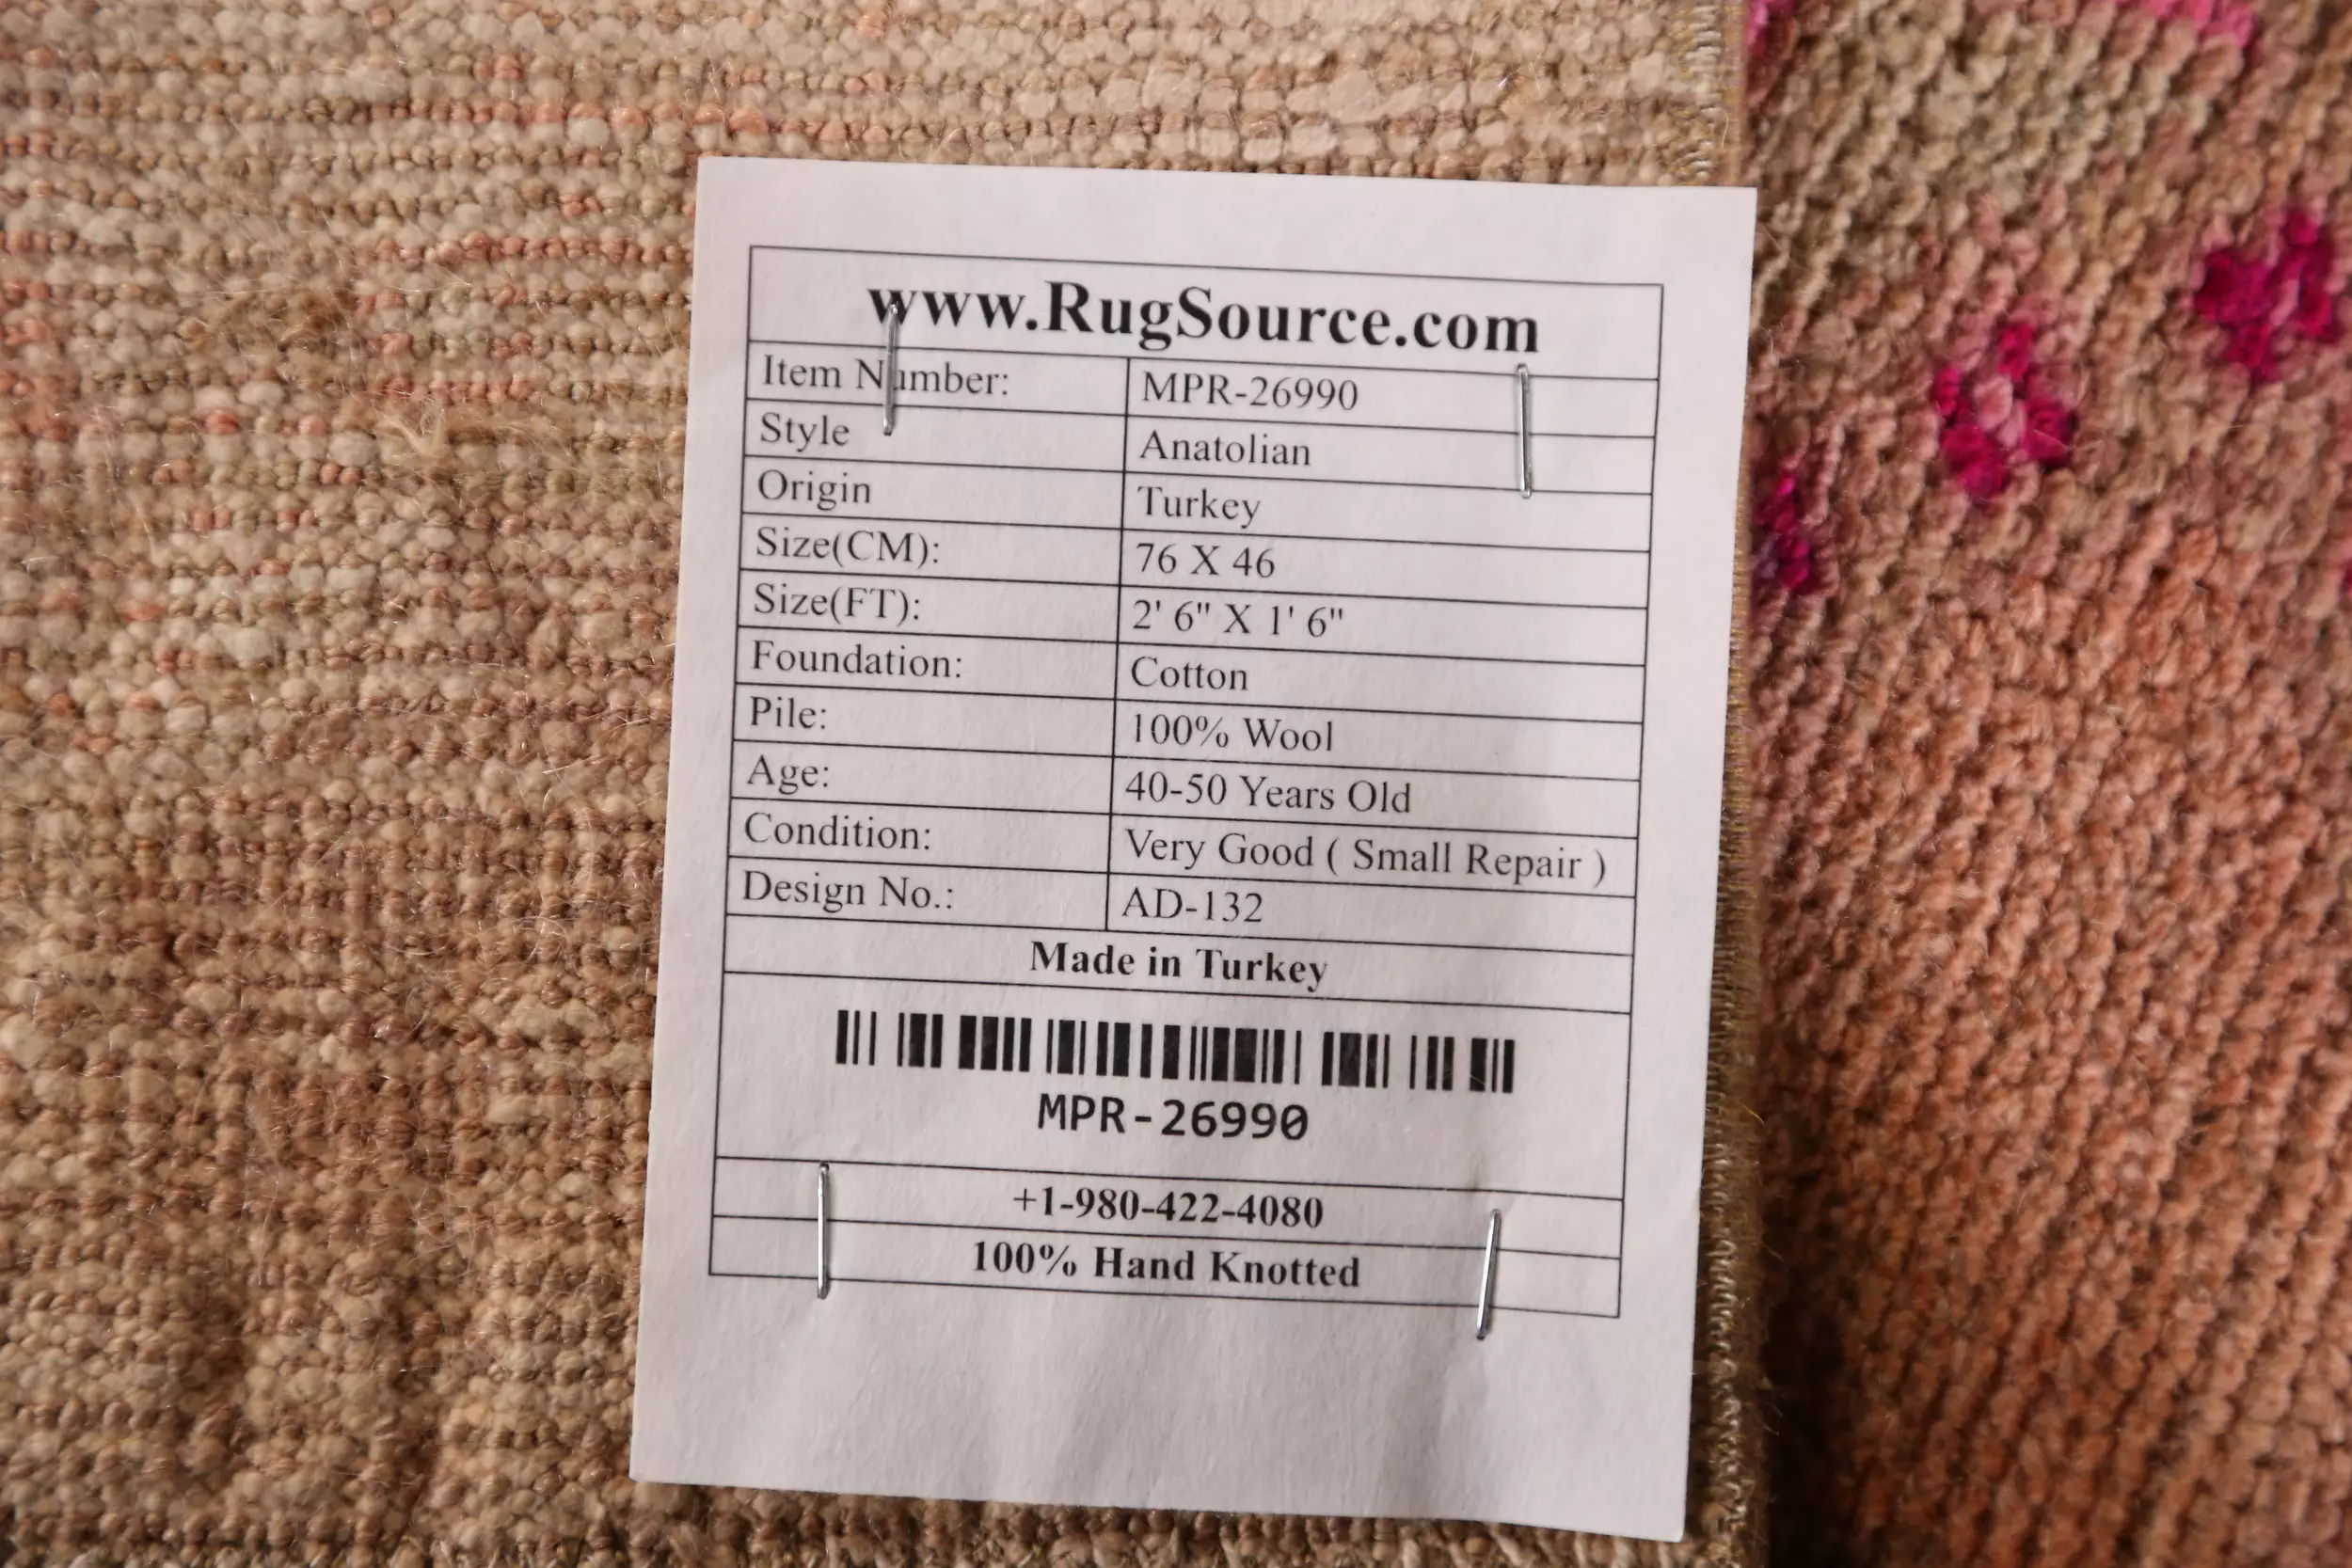 www.RugSource.com
Item Number: MPR-26990
Style Anatolian
Origin Turkey
Size(CM): 76 X 46
Size(FT): 2' 6" X 1' 6"
Foundation: Cotton
Pile: 100% Wool
Age: 40-50 Years Old
Condition: Very Good ( Small Repair )
Design No.: AD-132
Made in Turkey
MPR-26990
+1-980-422-4080
100% Hand Knotted